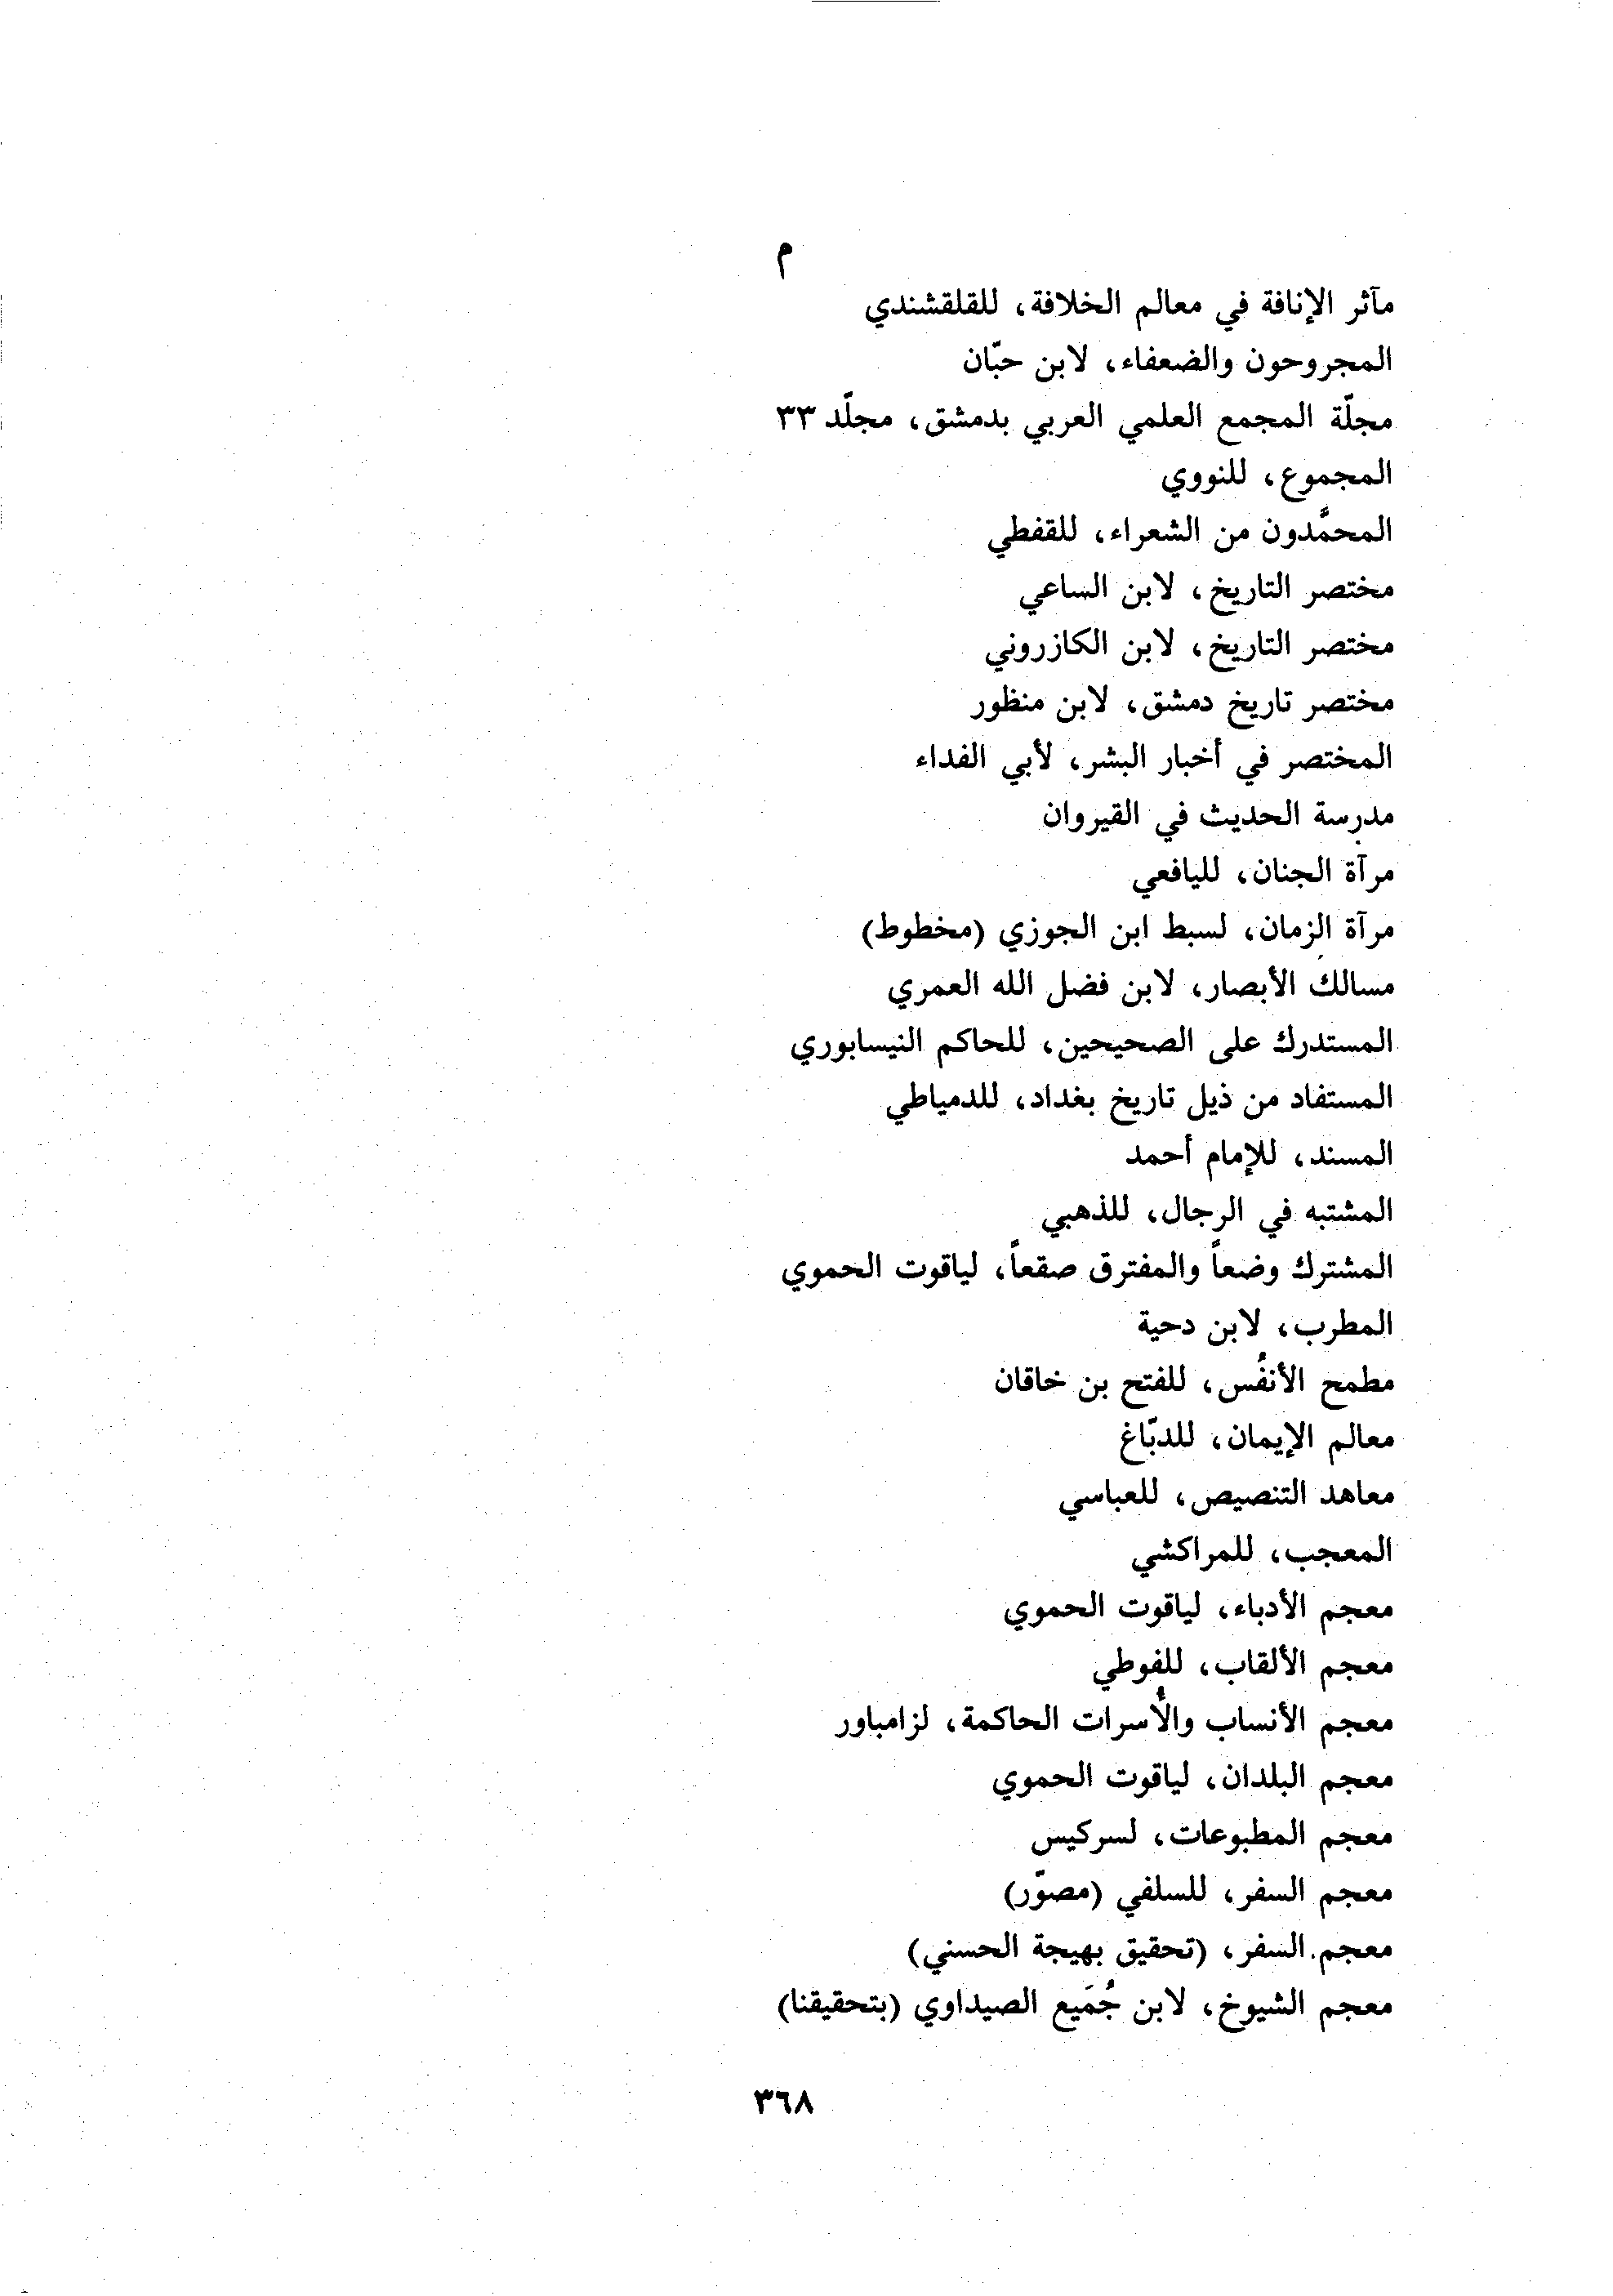 م
مآثر الإنافة في معالم الخلافة، للقلقشندي
المجروحون والضعفاء، لابن حبّان
مجلّة المجمع العلمي العربي بدمشق، مجلّد ٣٣
المجموع، للنووي
المحمَّدون من الشعراء، للقفطي
مختصر التاريخ، لابن الساعي
مختصر التاريخ، لابن الكازروني
مختصر تاريخ دمشق، لابن منظور
المختصر في أخبار البشر، لأبي الفداء
مدرسة الحديث في القيروان
مرآة الجنان، لليافعي
مرآة الزمان، لسبط ابن الجوزي (مخطوط)
مسالك الأبصار، لابن فضل الله العمري
المستدرك على الصحيحين، للحاكم النيسابوري
المستفاد من ذيل تاريخ بغداد، للدمياطي
المسند، للإمام أحمد
المشتبه في الرجال، للذهبي
المشترك وضعاً والمفترق صقعاً، لياقوت الحموي
المطرب، لابن دحية
مطمح الأنفُس، للفتح بن خاقان
معالم الإيمان، للدبّاغ
معاهد التنصيص، للعباسي
المعجب، للمراكشي
معجم الأدباء، لياقوت الحموي
معجم الألقاب، للفوطي
معجم الأنساب والأُسرات الحاكمة، لزامباور
معجم البلدان، لياقوت الحموي
معجم المطبوعات، لسركيس
معجم السفر، للسلفي (مصوّر)
معجم السفر، (تحقيق بهيجة الحسني)
معجم الشيوخ، لابن جُمَيع الصيداوي (بتحقيقنا)
٣٦٨